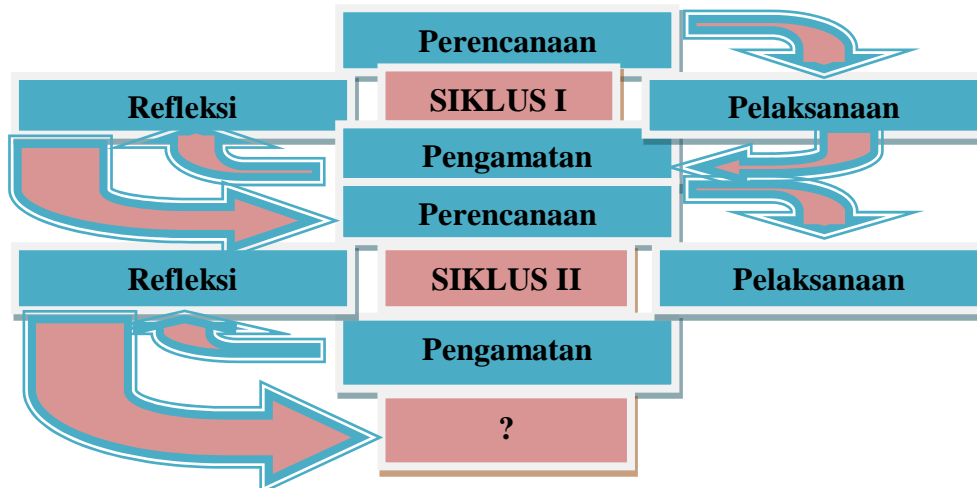 Perencanaan
Refleksi
SIKLUS I
Pelaksanaan
Pengamatan
Perencanaan
Refleksi
SIKLUS II
Pelaksanaan
Pengamatan
?